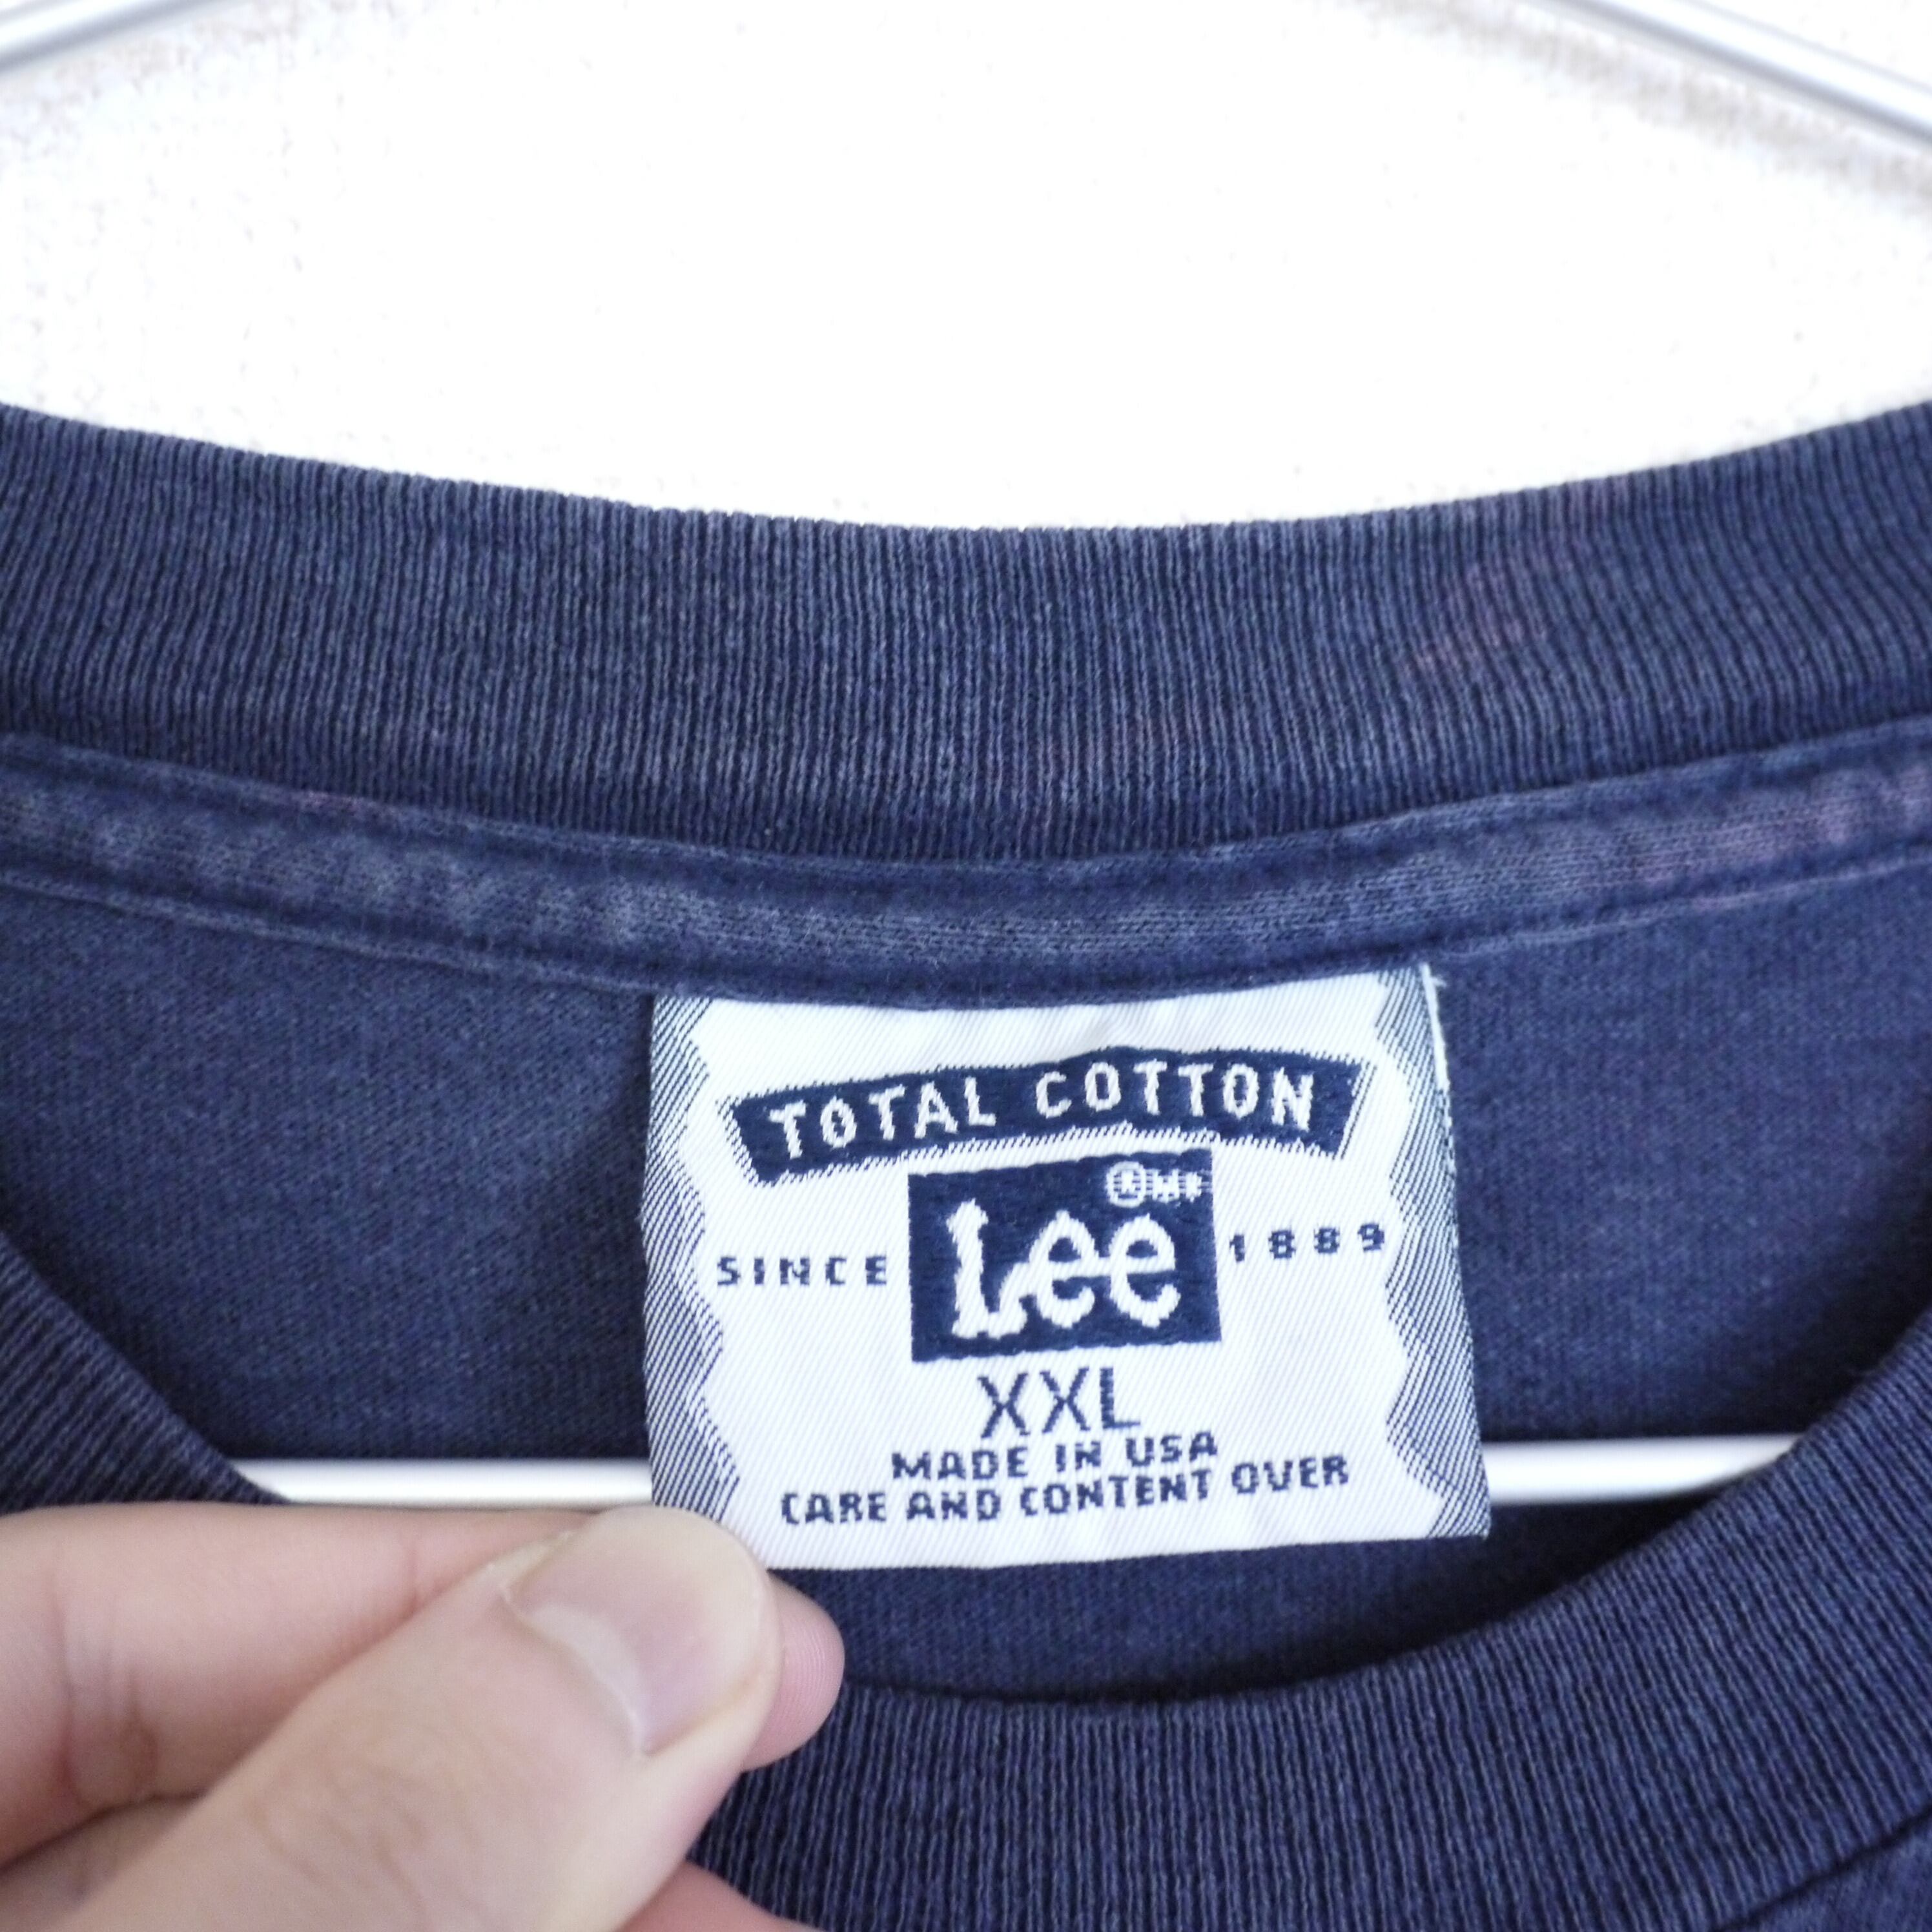 TOTAL COTTON
SINCE Lee ® 1889
XXL
MADE IN USA
CARE AND CONTENT OVER